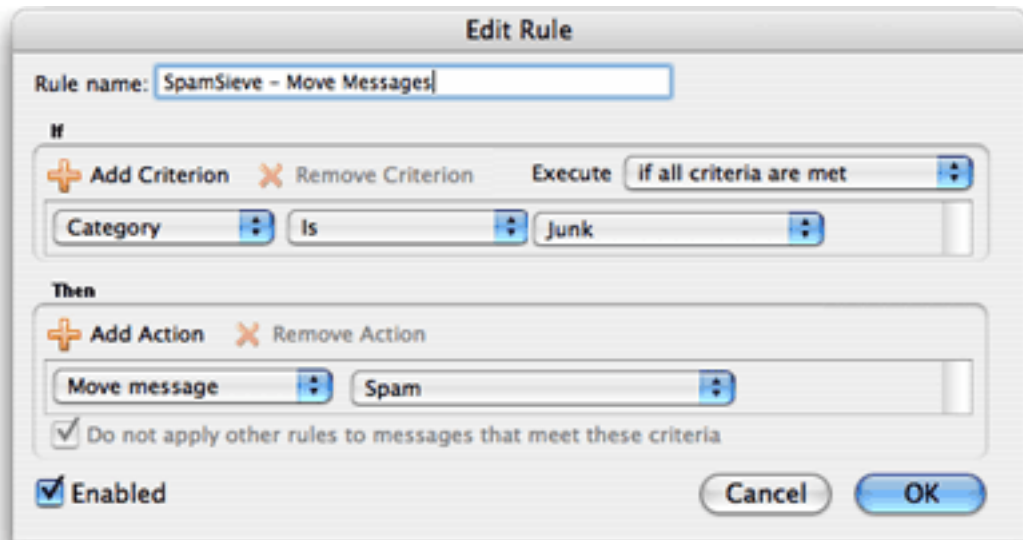 Edit Rule
Rule name: SpamSieve - Move Messages
If
Add Criterion Remove Criterion Execute if all criteria are met
Category Is Junk
Then
Add Action Remove Action
Move message Spam
Do not apply other rules to messages that meet these criteria
Enabled Cancel OK